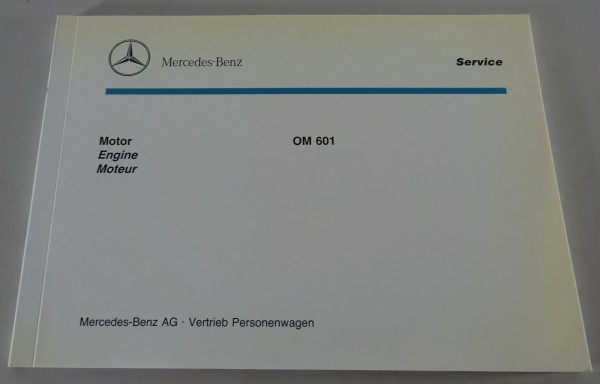 Mercedes-Benz
Service
Motor OM 601
Engine
Moteur
Mercedes-Benz AG · Vertrieb Personenwagen